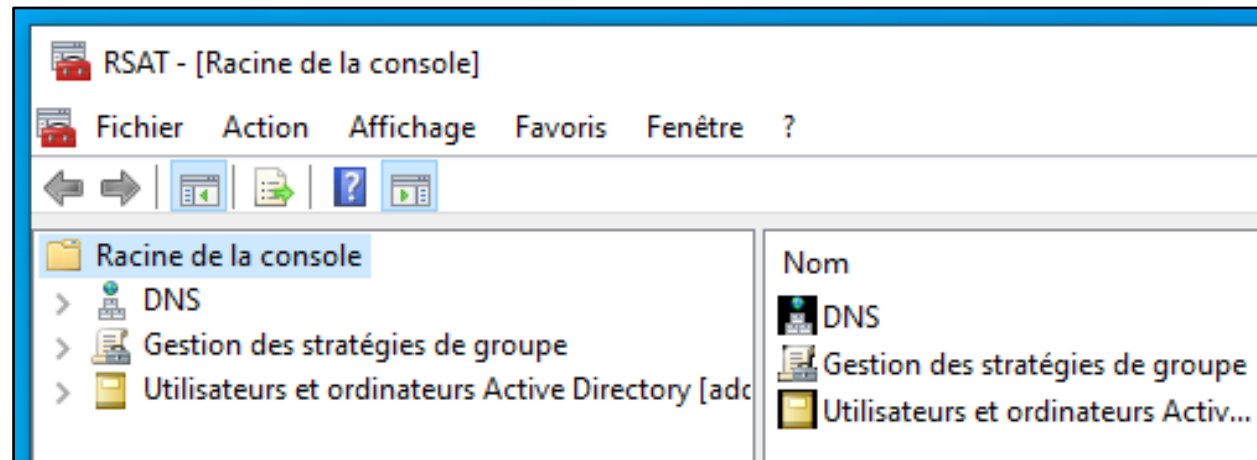 RSAT - [Racine de la console]
Fichier Action Affichage Favoris Fenêtre ?
Racine de la console
DNS
Gestion des stratégies de groupe
Utilisateurs et ordinateurs Active Directory [adc
Nom
DNS
Gestion des stratégies de groupe
Utilisateurs et ordinateurs Activ...